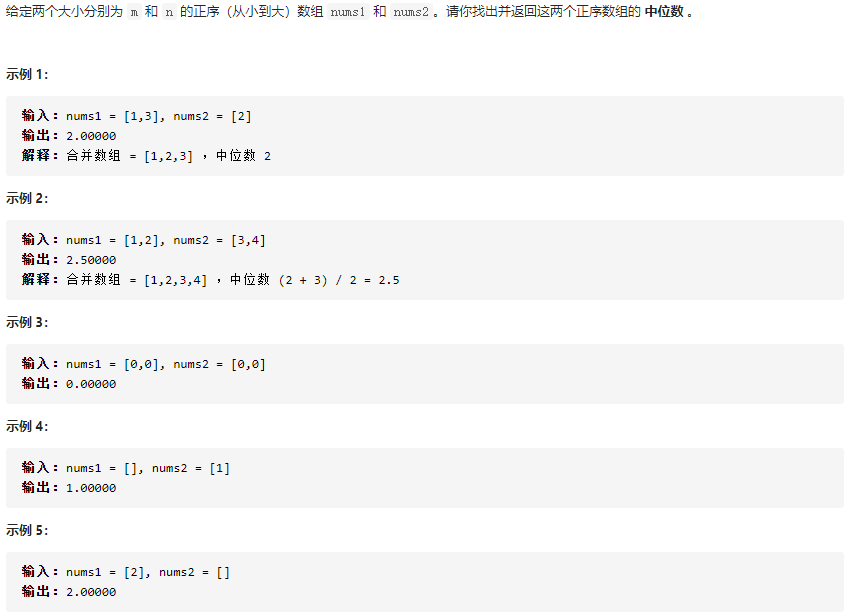 给定两个大小分别为 m 和 n 的正序（从小到大）数组 nums1 和 nums2。请你找出并返回这两个正序数组的 中位数 。
示例 1：
输入：nums1 = [1,3], nums2 = [2]
输出：2.00000
解释：合并数组 = [1,2,3] ，中位数 2
示例 2：
输入：nums1 = [1,2], nums2 = [3,4]
输出：2.50000
解释：合并数组 = [1,2,3,4] ，中位数 (2 + 3) / 2 = 2.5
示例 3：
输入：nums1 = [0,0], nums2 = [0,0]
输出：0.00000
示例 4：
输入：nums1 = [], nums2 = [1]
输出：1.00000
示例 5：
输入：nums1 = [2], nums2 = []
输出：2.00000